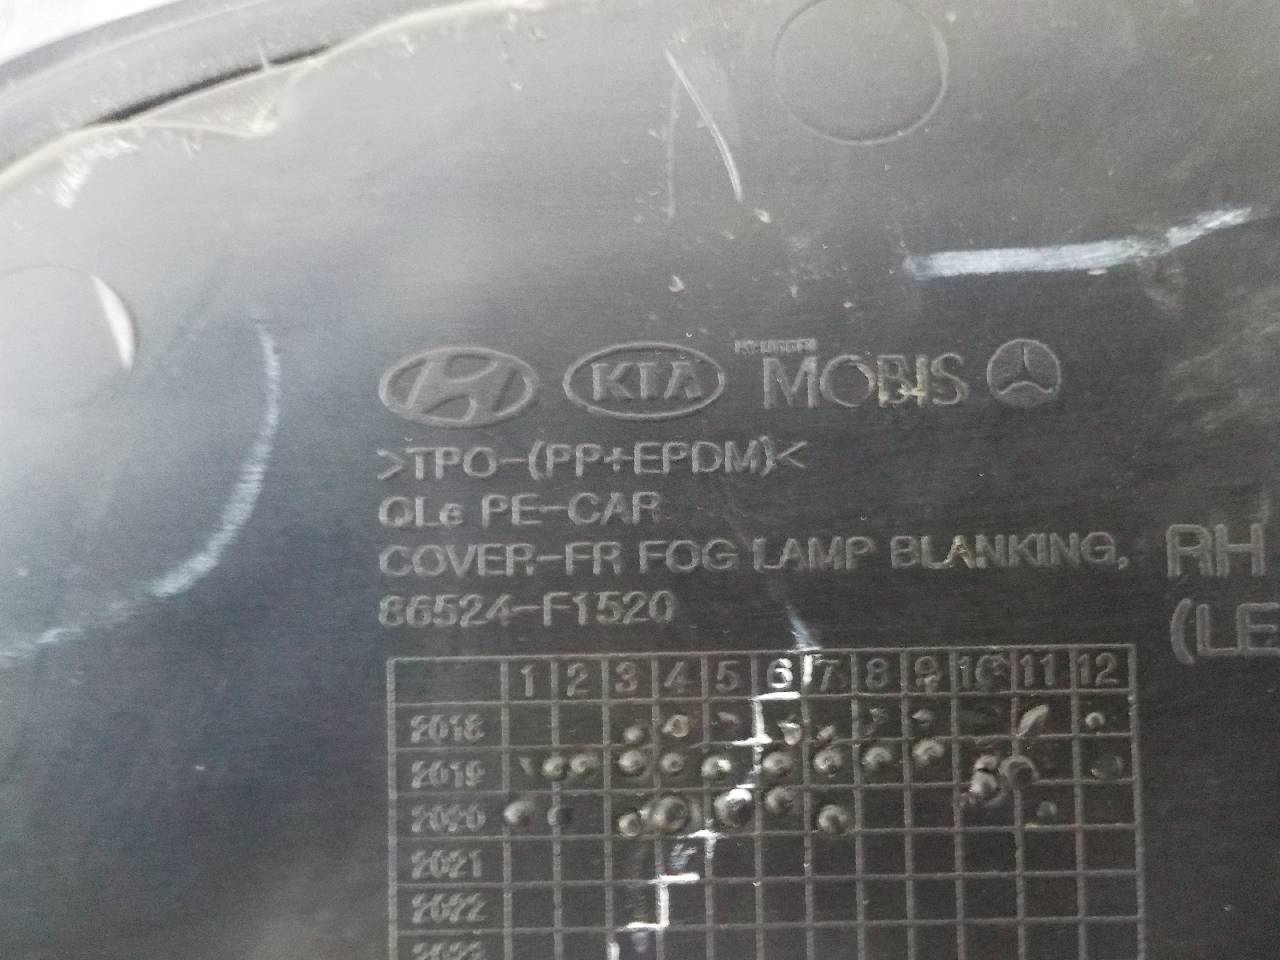 KIA MOBIS
>TPO-(PP+EPDM)<
QLe PE-CAR
COVER-FR FOG LAMP BLANKING, RH
86524-F1520 (LE
1 2 3 4 5 6 7 8 9 10 11 12
2018
2019
2020
2021
2022